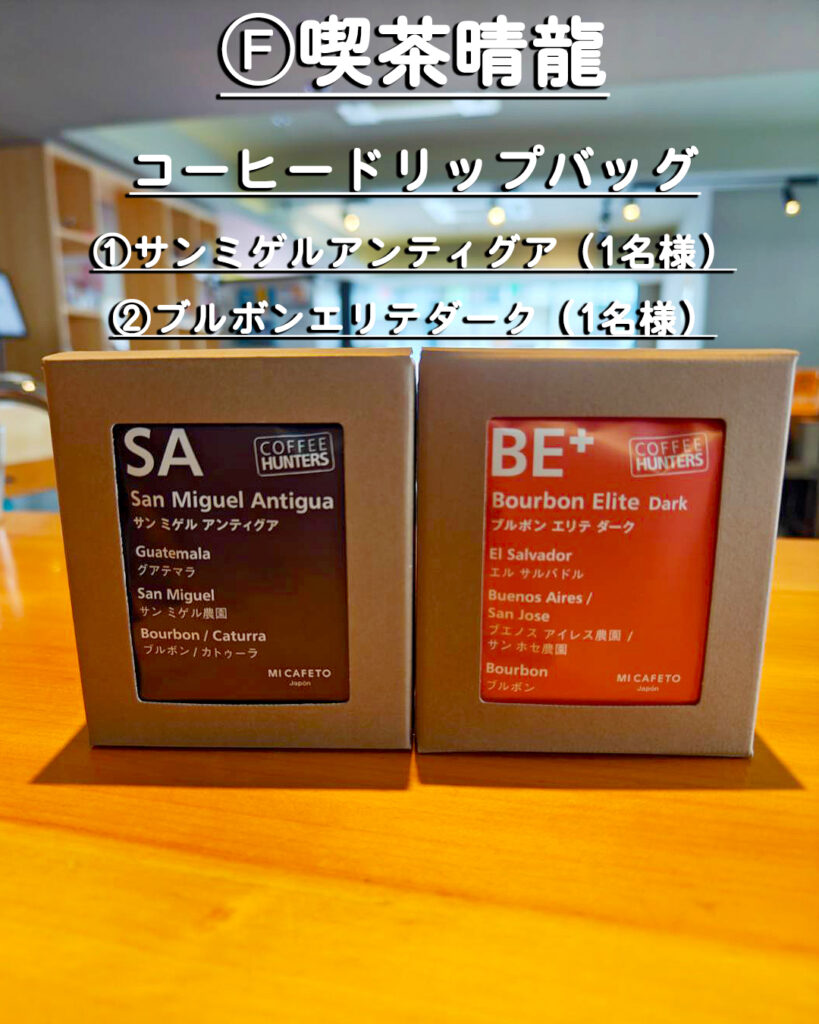 Ⓕ喫茶晴龍
コーヒードリップバッグ
①サンミゲルアンティグア（1名様）
②ブルボンエリテダーク（1名様）
SA
COFFEE
HUNTERS
San Miguel Antigua
サン ミゲル アンティグア
Guatemala
グアテマラ
San Miguel
サン ミゲル農園
Bourbon / Caturra
ブルボン / カトゥーラ
MI CAFETO
Japón
BE+
COFFEE
HUNTERS
Bourbon Elite Dark
ブルボン エリテ ダーク
El Salvador
エル サルバドル
Buenos Aires /
San Jose
ブエノス アイレス農園 /
サン ホセ農園
Bourbon
ブルボン
MI CAFETO
Japón